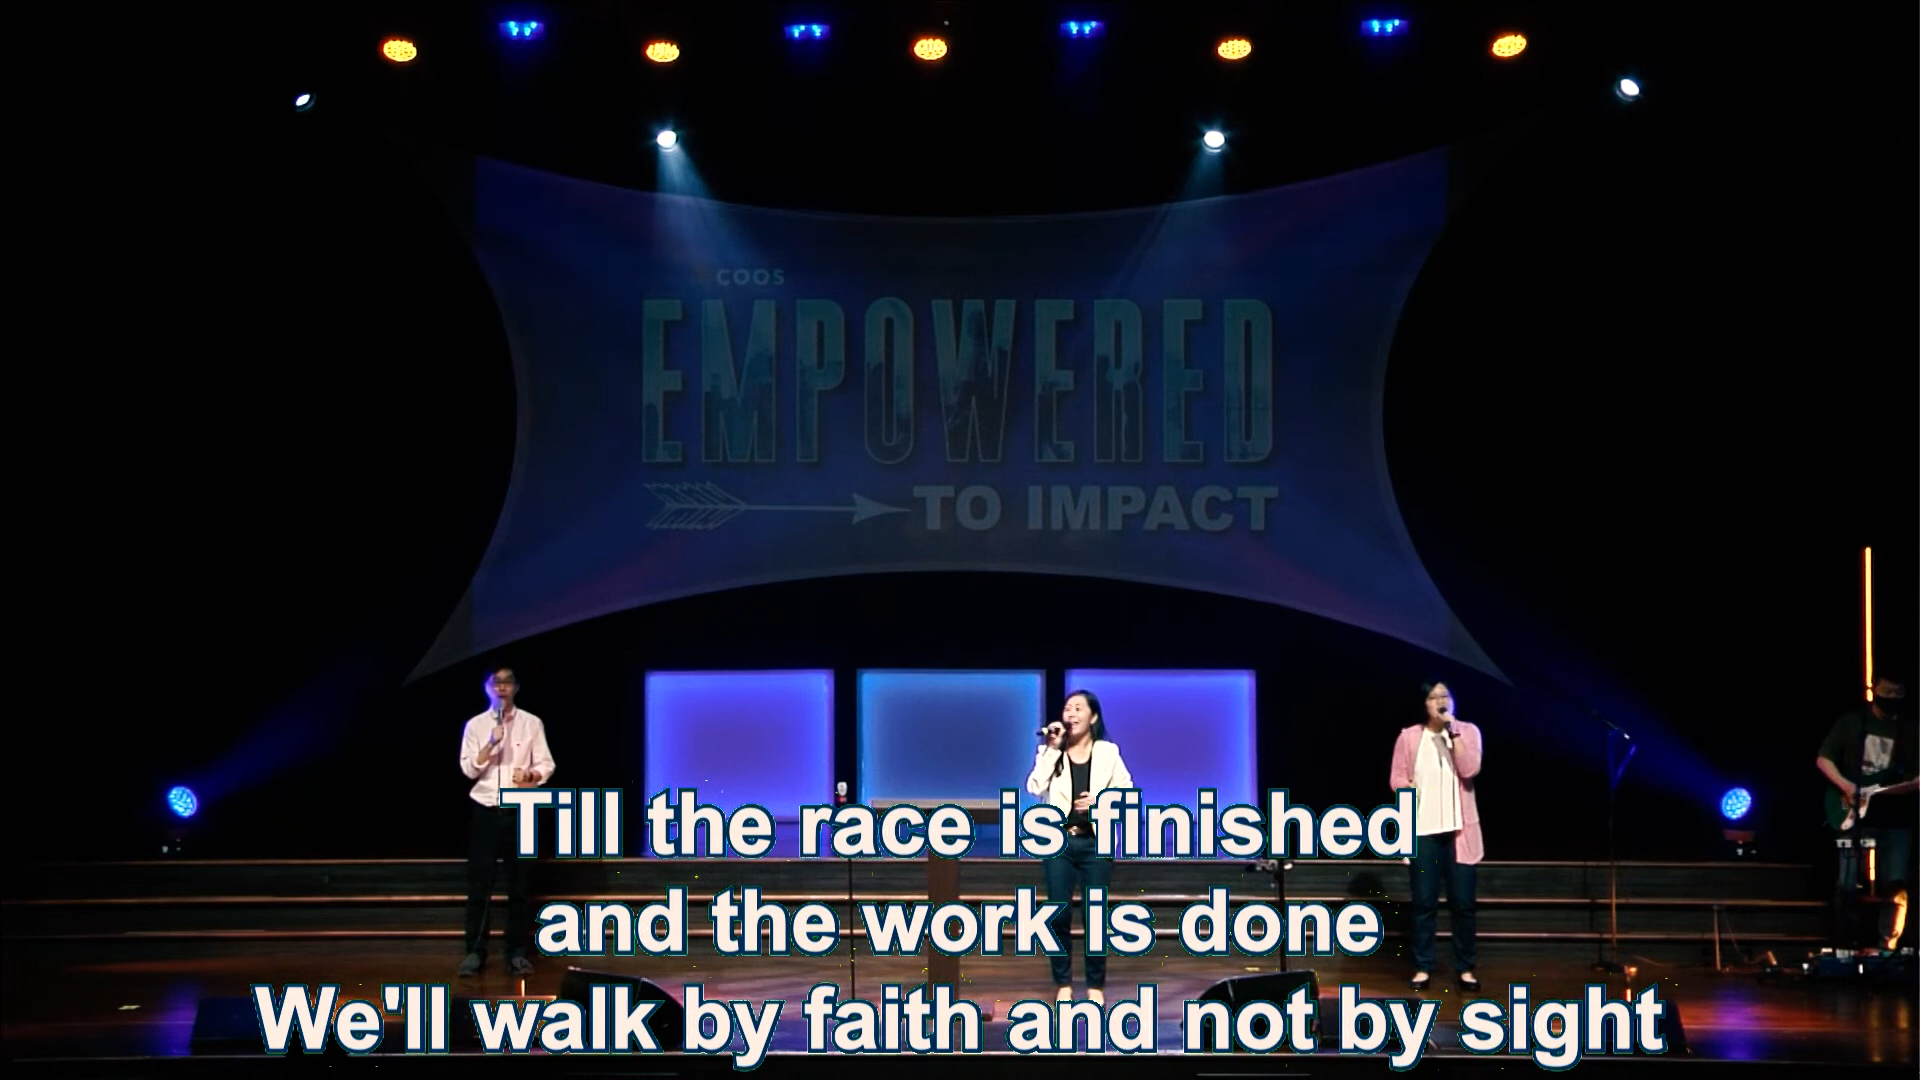 COOS
EMPOWERED
TO IMPACT
Till the race is finished
and the work is done
We'll walk by faith and not by sight